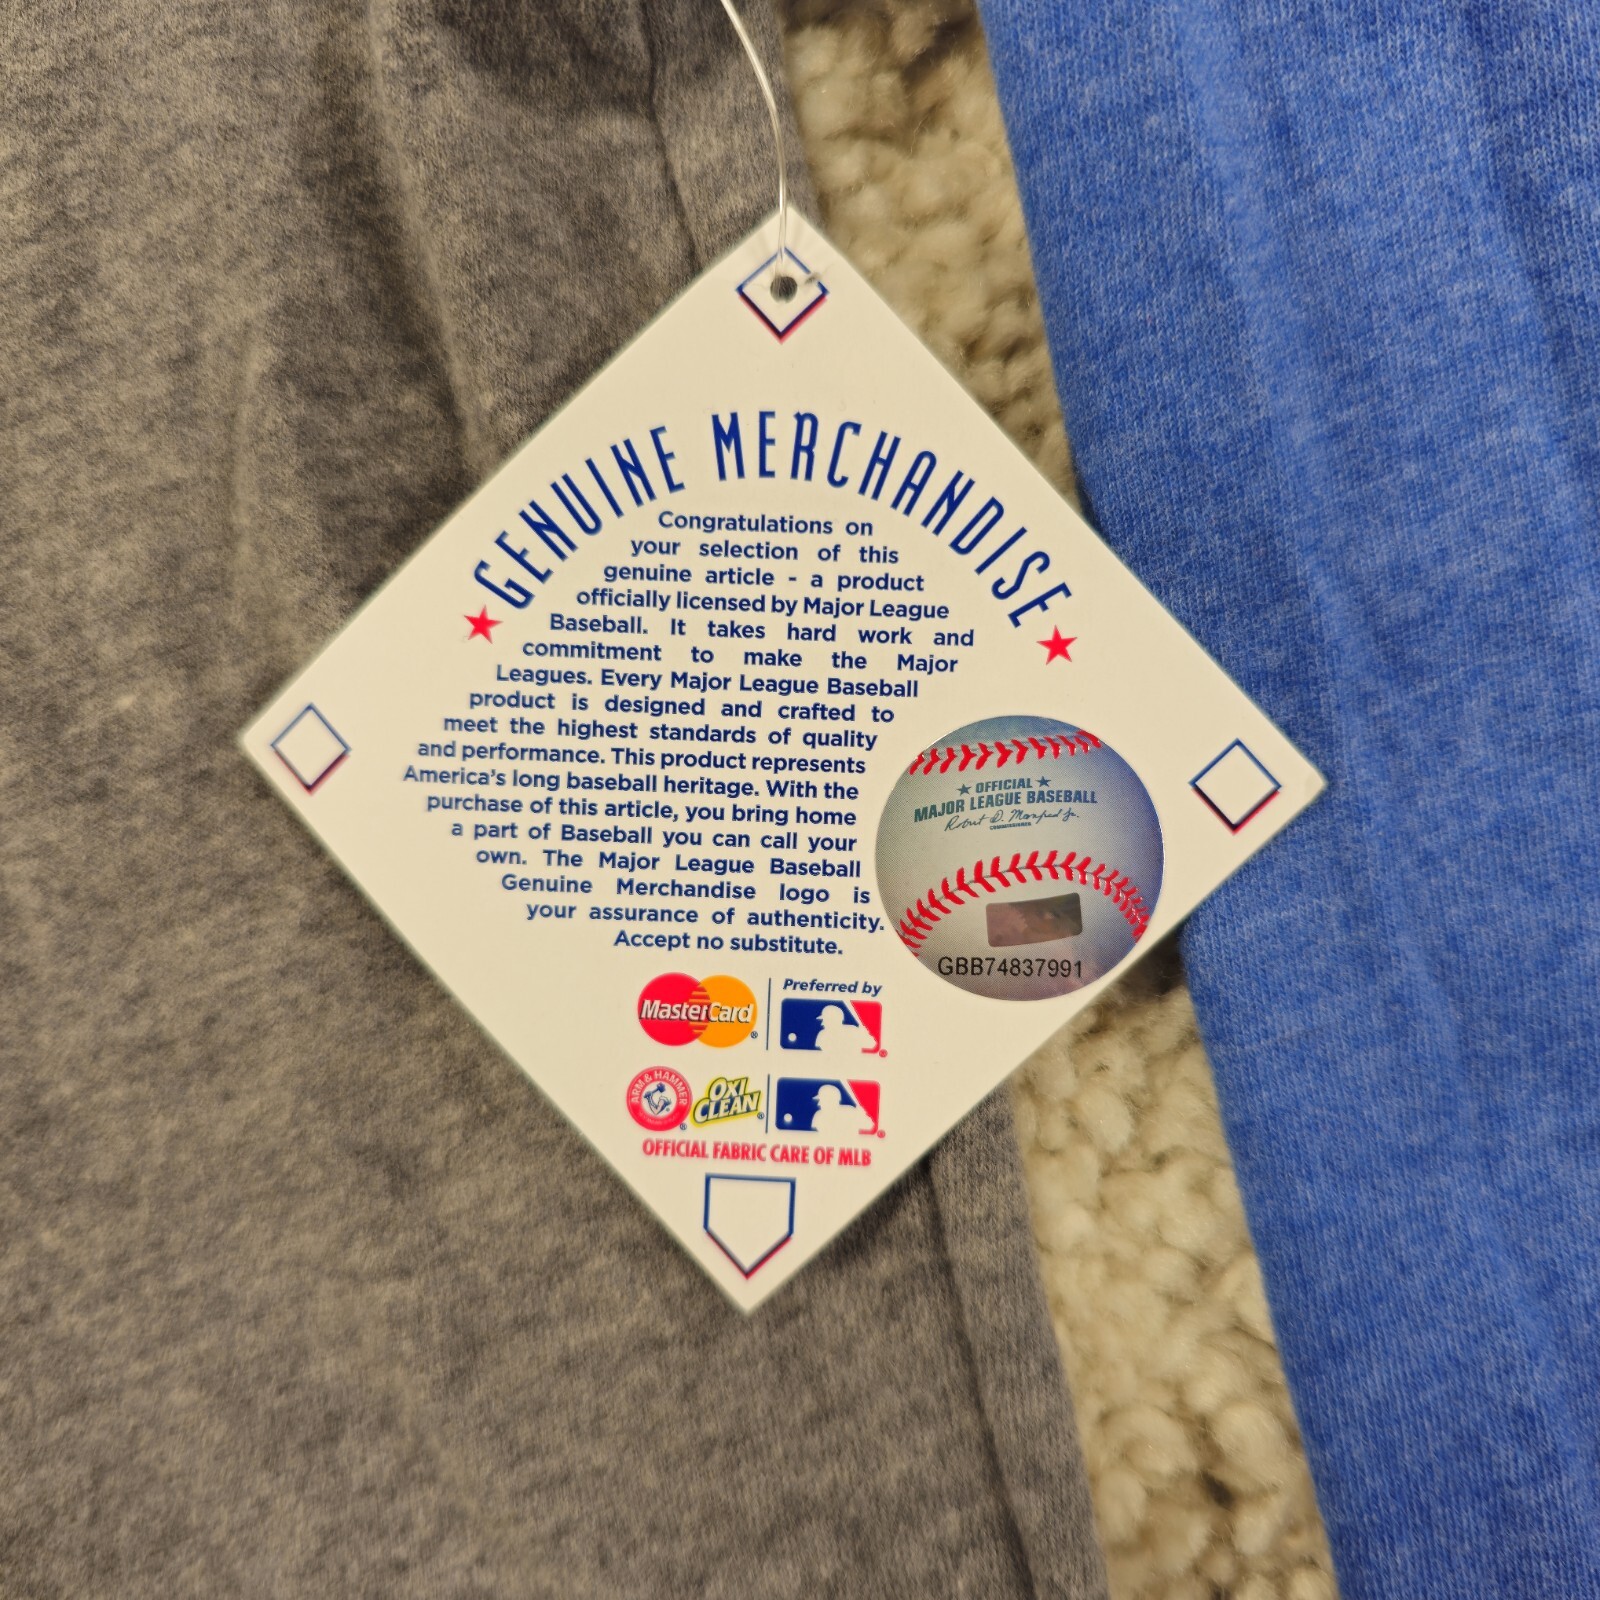 GENUINE MERCHANDISE
Congratulations on
your selection of this
genuine article - a product
officially licensed by Major League
Baseball. It takes hard work and
commitment to make the Major
Leagues. Every Major League Baseball
product is designed and crafted to
meet the highest standards of quality
and performance. This product represents
America's long baseball heritage. With the
purchase of this article, you bring home
a part of Baseball you can call your
own. The Major League Baseball
Genuine Merchandise logo is
your assurance of authenticity.
Accept no substitute.
OFFICIAL
MAJOR LEAGUE BASEBALL
Robert D. Manfred Jr.
COMMISSIONER
GBB74837991
MasterCard®
Preferred by
ARM & HAMMER
OXI
CLEAN®
OFFICIAL FABRIC CARE OF MLB